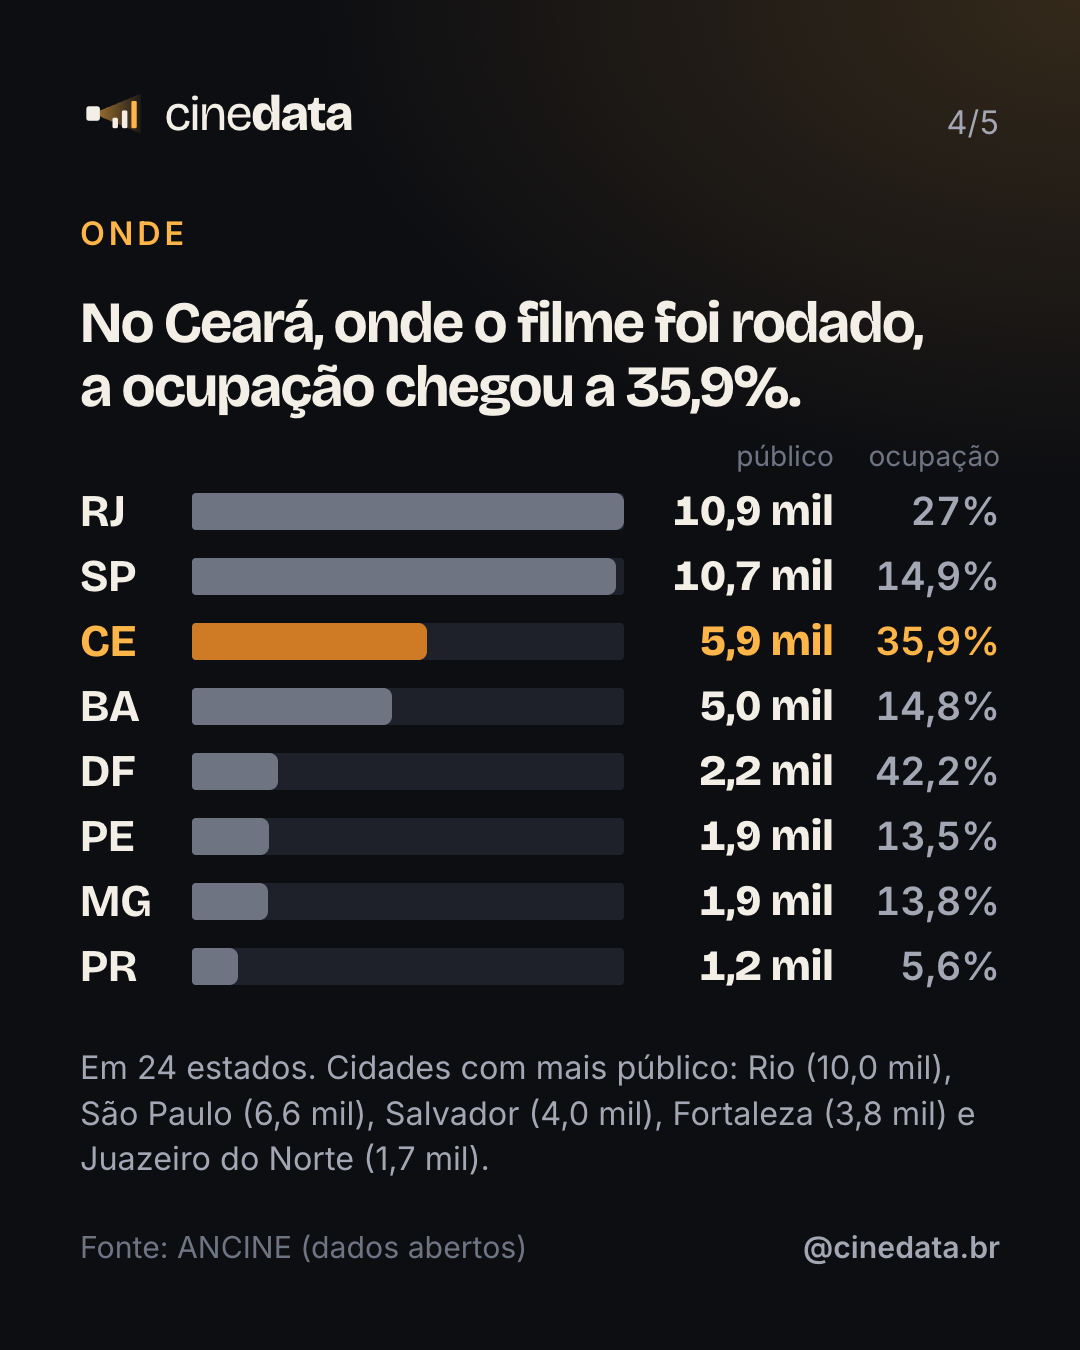 cinedata
4/5
ONDE
No Ceará, onde o filme foi rodado,
a ocupação chegou a 35,9%.
público ocupação
RJ 10,9 mil 27%
SP 10,7 mil 14,9%
CE 5,9 mil 35,9%
BA 5,0 mil 14,8%
DF 2,2 mil 42,2%
PE 1,9 mil 13,5%
MG 1,9 mil 13,8%
PR 1,2 mil 5,6%
Em 24 estados. Cidades com mais público: Rio (10,0 mil),
São Paulo (6,6 mil), Salvador (4,0 mil), Fortaleza (3,8 mil) e
Juazeiro do Norte (1,7 mil).
Fonte: ANCINE (dados abertos)
@cinedata.br